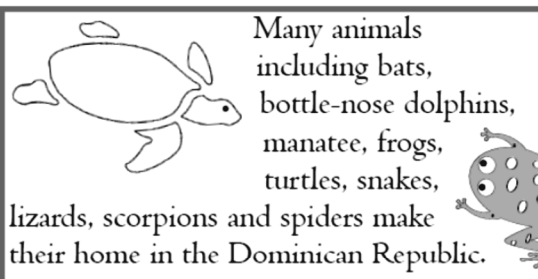 Many animals
including bats,
bottle-nose dolphins,
manatee, frogs,
turtles, snakes,
lizards, scorpions and spiders make
their home in the Dominican Republic.